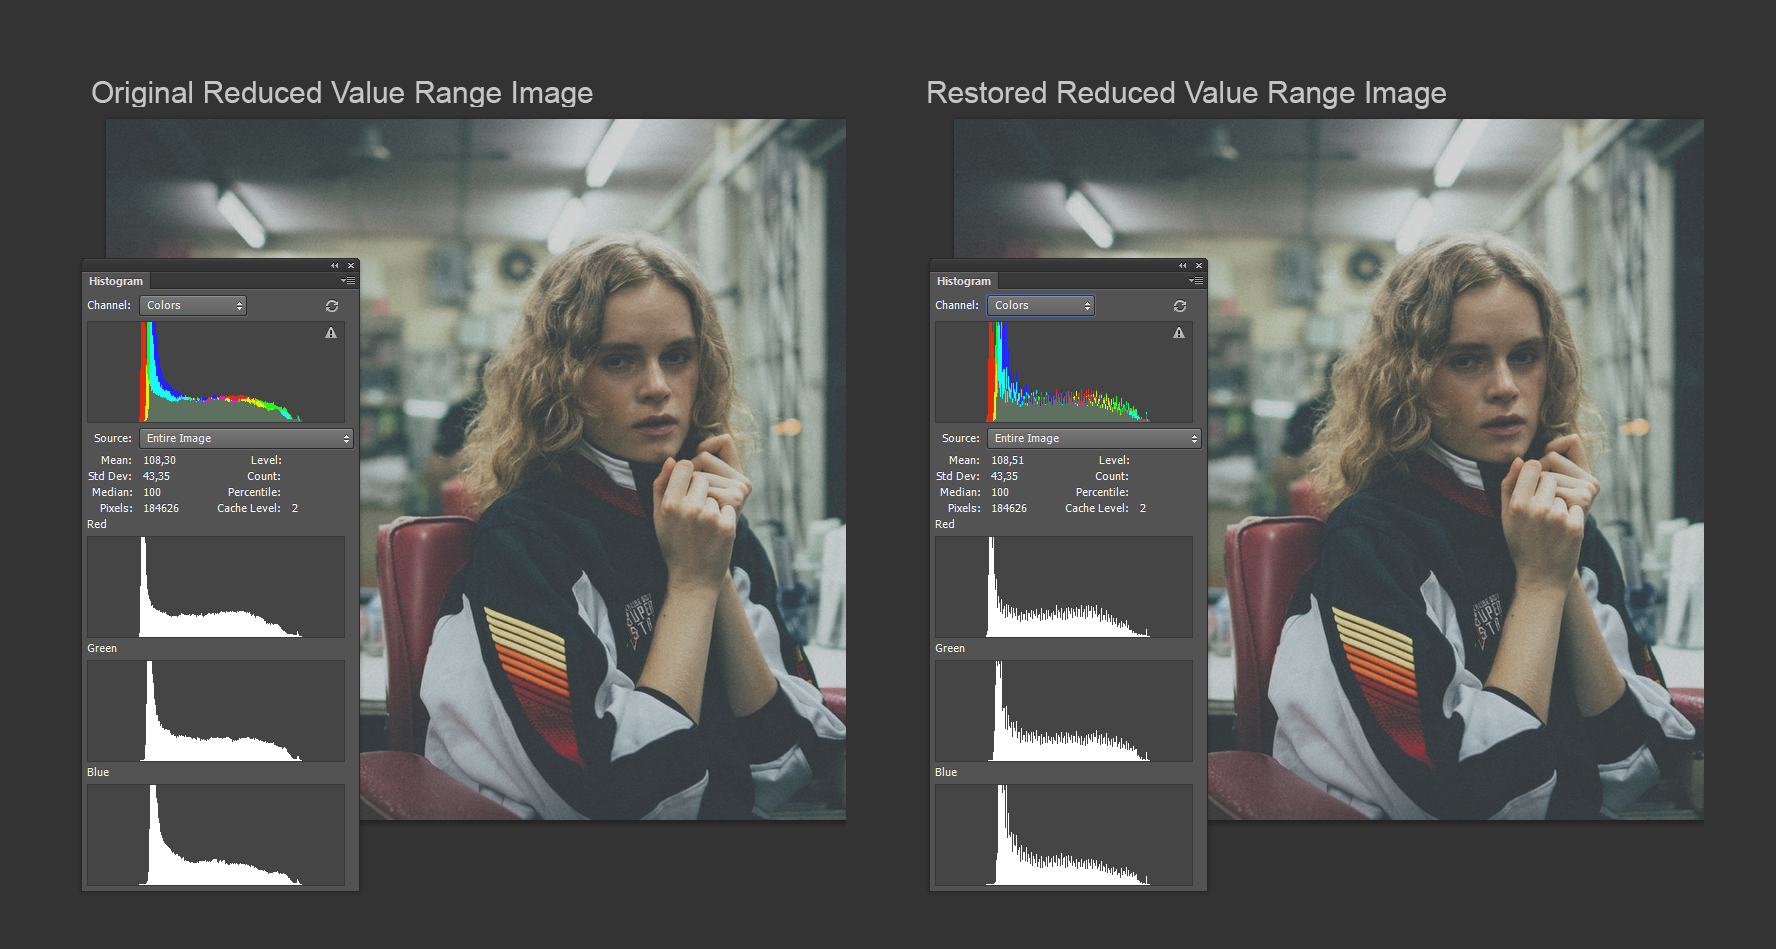 Original Reduced Value Range Image
Restored Reduced Value Range Image
Histogram
Channel: Colors
Source: Entire Image
Mean: 108,30 Level:
Std Dev: 43,35 Count:
Median: 100 Percentile:
Pixels: 184626 Cache Level: 2
Red
Green
Blue
Histogram
Channel: Colors
Source: Entire Image
Mean: 108,51 Level:
Std Dev: 43,35 Count:
Median: 100 Percentile:
Pixels: 184626 Cache Level: 2
Red
Green
Blue